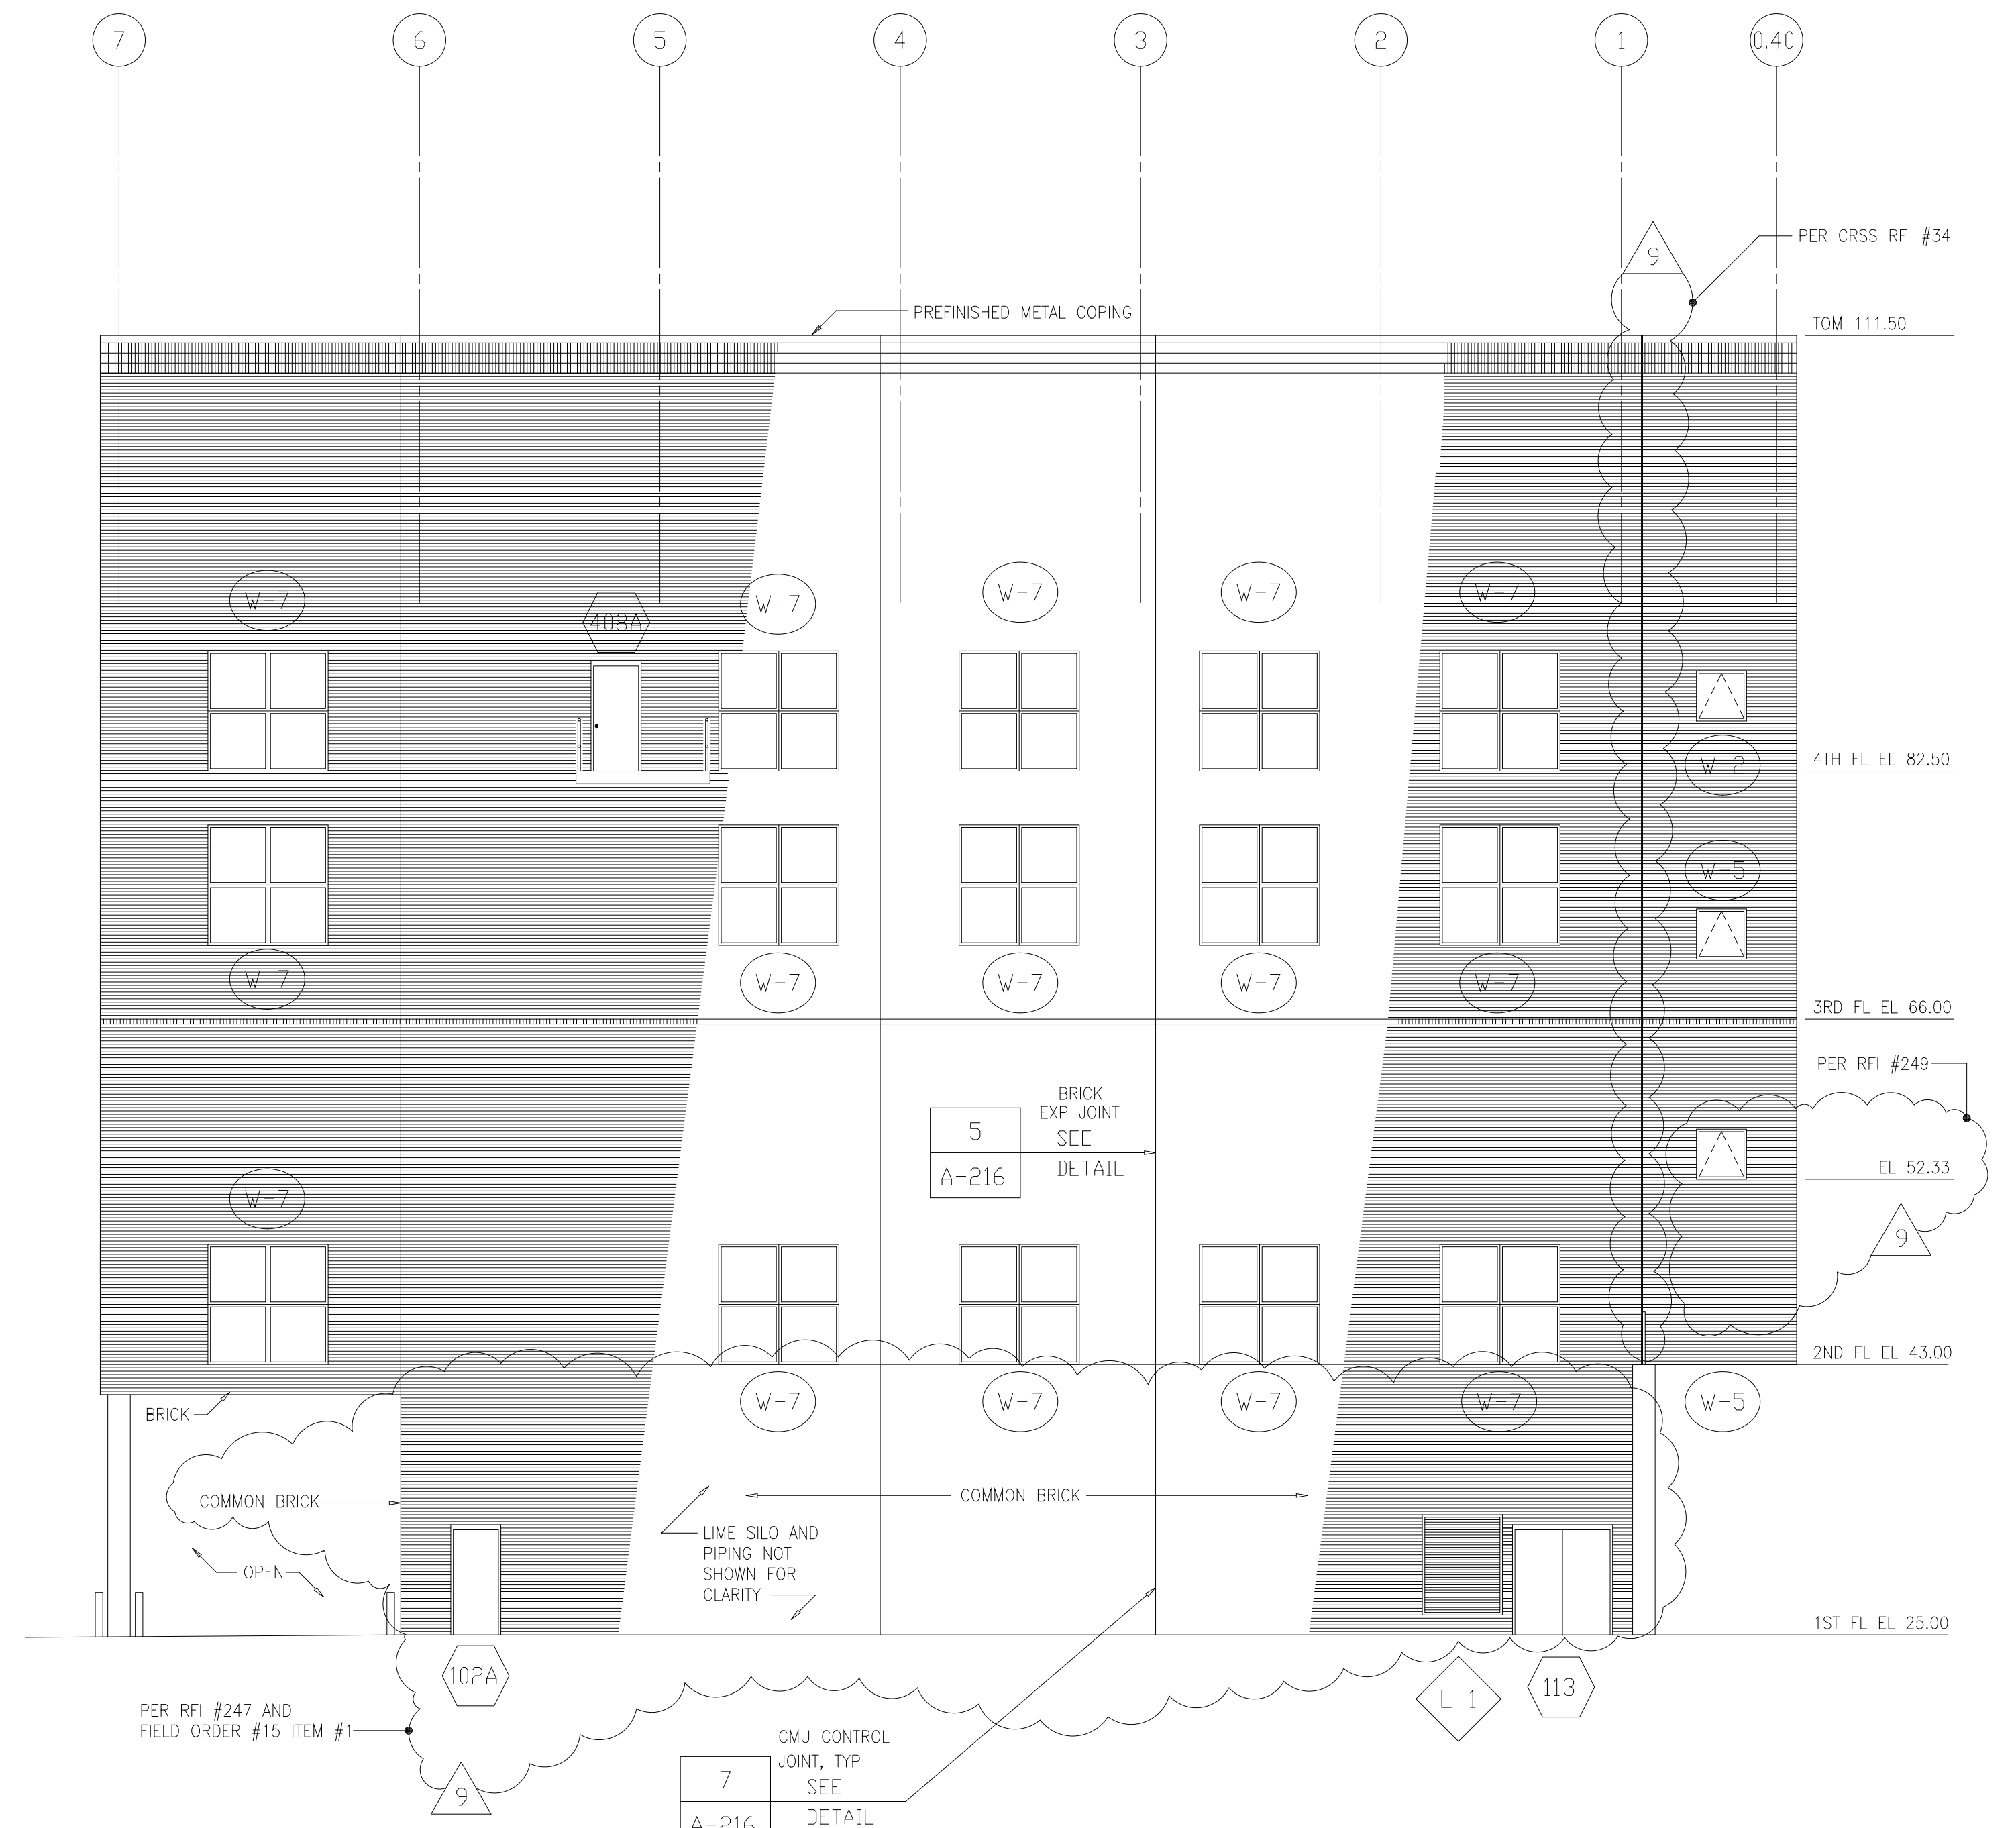 7 6 5 4 3 2 1 0.40
PER CRSS RFI #34
9
PREFINISHED METAL COPING
TOM 111.50
W-7 408A W-7 W-7 W-7 W-7
4TH FL EL 82.50
W-2
W-5
W-7 W-7 W-7 W-7 W-7
3RD FL EL 66.00
PER RFI #249
BRICK
EXP JOINT
5
SEE
A-216
DETAIL
EL 52.33
W-7
9
2ND FL EL 43.00
W-7 W-7 W-7 W-7 W-5
BRICK
COMMON BRICK
COMMON BRICK
LIME SILO AND
PIPING NOT
SHOWN FOR
CLARITY
OPEN
1ST FL EL 25.00
102A
L-1
113
PER RFI #247 AND
FIELD ORDER #15 ITEM #1
CMU CONTROL
JOINT, TYP
7
SEE
9
A-216
DETAIL